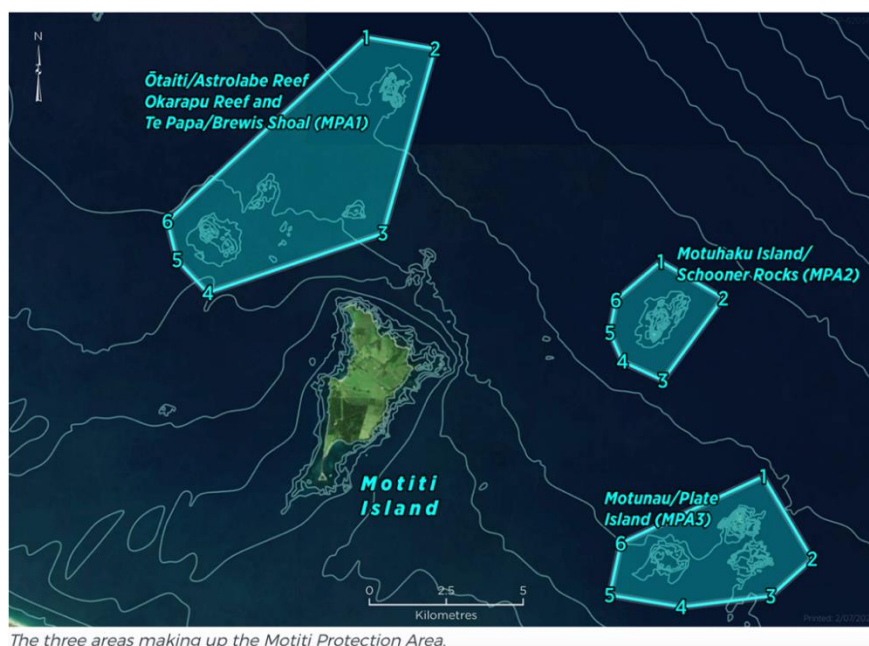 N
Ōtaiti/Astrolabe Reef
Okarapu Reef and
Te Papa/Brewis Shoal (MPA1)
1
2
3
4
5
6
Motuhaku Island/
Schooner Rocks (MPA2)
1
2
3
4
5
6
Motiti
Island
Motunau/Plate
Island (MPA3)
1
2
3
4
5
6
0 2.5 5
Kilometres
The three areas making up the Motiti Protection Area.